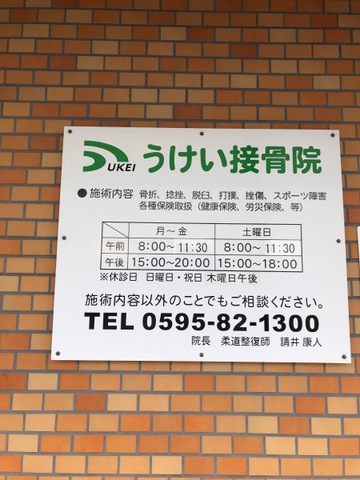 UKEI うけい接骨院
●施術内容 骨折、捻挫、脱臼、打撲、挫傷、スポーツ障害
各種保険取扱（健康保険、労災保険、等）
月～金 土曜日
午前 8:00～11:30 8:00～11:30
午後 15:00～20:00 15:00～18:00
※休診日 日曜日・祝日 木曜日午後
施術内容以外のことでもご相談ください。
TEL 0595-82-1300
院長 柔道整復師 請井 康人